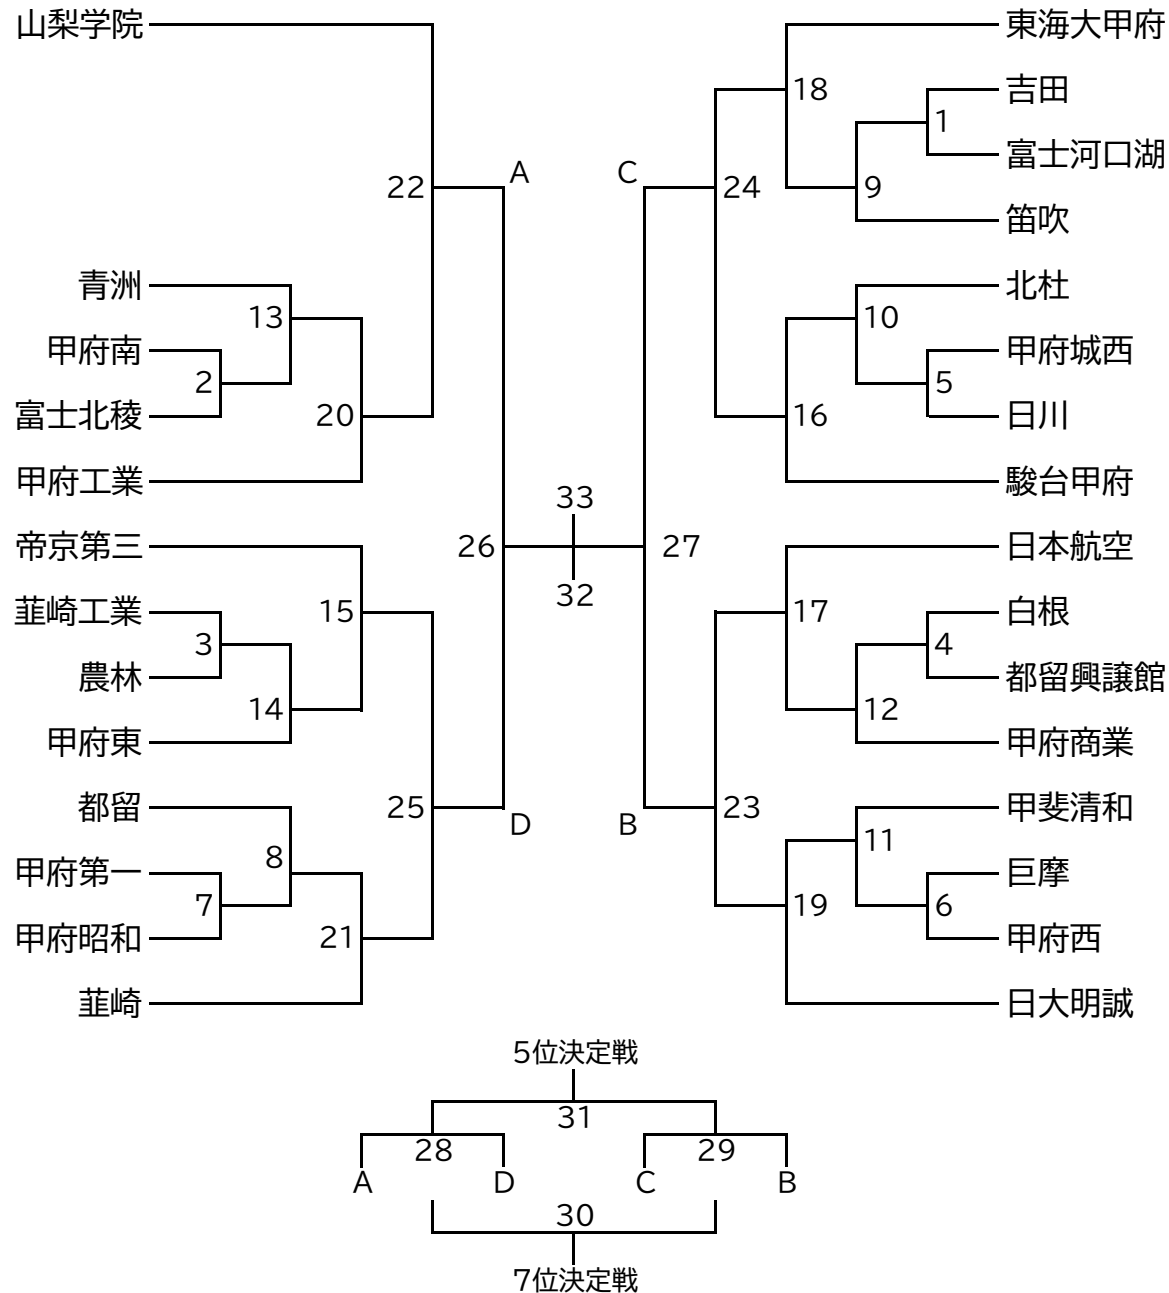 山梨学院
青洲
甲府南
富士北稜
甲府工業
帝京第三
韮崎工業
農林
甲府東
都留
甲府第一
甲府昭和
韮崎
22
13
2
20
15
3
14
25
8
7
21
A
26
D
33
32
C
27
B
24
18
1
9
10
5
16
17
4
12
23
11
6
19
東海大甲府
吉田
富士河口湖
笛吹
北杜
甲府城西
日川
駿台甲府
日本航空
白根
都留興譲館
甲府商業
甲斐清和
巨摩
甲府西
日大明誠
5位決定戦
31
28
29
A
D
C
B
30
7位決定戦